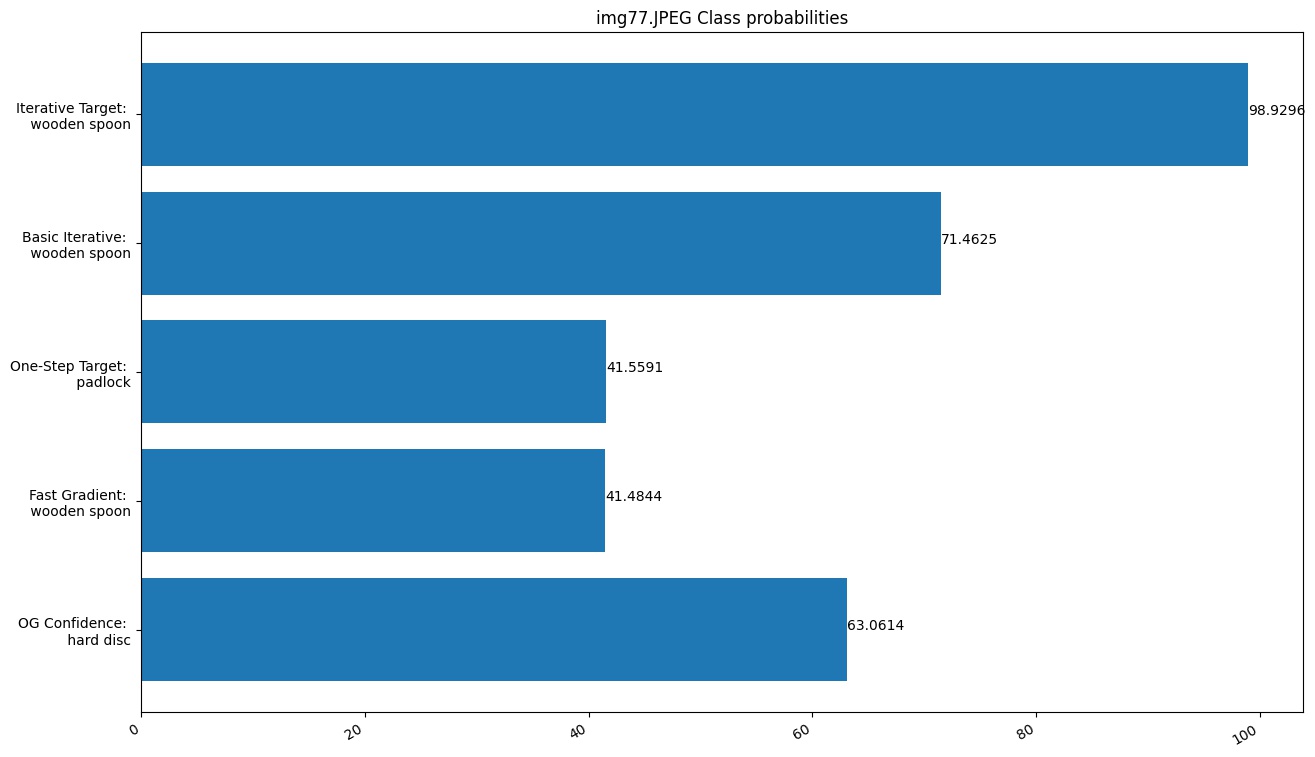 img77.JPEG Class probabilities
Iterative Target:
wooden spoon
98.9296
Basic Iterative:
wooden spoon
71.4625
One-Step Target:
padlock
41.5591
Fast Gradient:
wooden spoon
41.4844
OG Confidence:
hard disc
63.0614
0
20
40
60
80
100